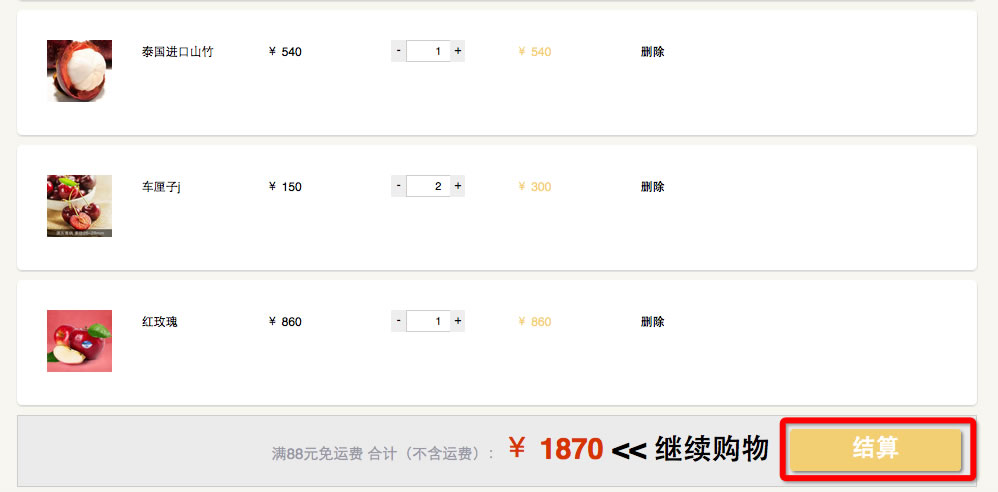 泰国进口山竹 ¥ 540 - 1 + ¥ 540 删除
车厘子j ¥ 150 - 2 + ¥ 300 删除
红玫瑰 ¥ 860 - 1 + ¥ 860 删除
满88元免运费 合计（不含运费）： ¥ 1870 << 继续购物 结算